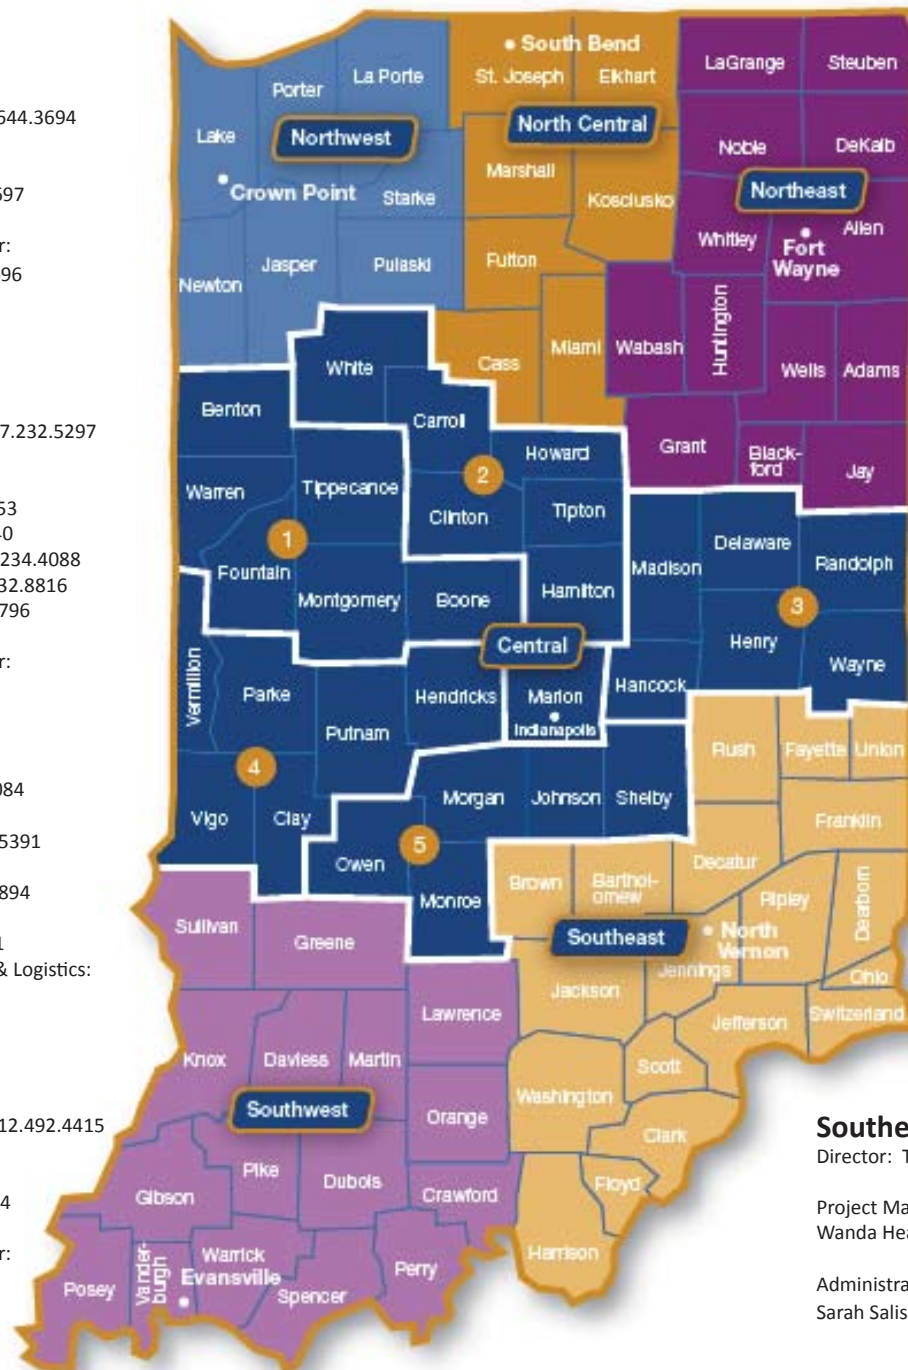 644.3694
697
r:
96
7.232.5297
53
40
234.4088
32.8816
796
r:
084
5391
894
1
& Logistics:
12.492.4415
4
r:
South Bend
St. Joseph
Elkhart
LaGrange
Steuben
Porter
La Porte
Lake
Northwest
North Central
Noble
DeKalb
Marshall
Northeast
Crown Point
Starke
Kosciusko
Whitley
Allen
Fort
Wayne
Newton
Jasper
Pulaski
Fulton
White
Cass
Miami
Wabash
Huntington
Wells
Adams
Benton
Carroll
Grant
Black-
ford
Jay
Howard
2
Warren
Tippecanoe
Clinton
Tipton
1
Delaware
Randolph
Madison
Fountain
Montgomery
Boone
Hamilton
3
Henry
Central
Wayne
Vermillion
Parke
Hendricks
Marion
Indianapolis
Hancock
Putnam
Rush
Fayette
Union
4
Vigo
Clay
Morgan
Johnson
Shelby
Franklin
5
Owen
Decatur
Monroe
Brown
Barthol-
omew
Ripley
Dearborn
Sullivan
Greene
Southeast
North
Vernon
Jennings
Ohio
Jackson
Lawrence
Jefferson
Switzerland
Knox
Daviess
Martin
Scott
Southwest
Washington
Orange
Clark
Pike
Dubois
Gibson
Crawford
Floyd
Harrison
Warrick
Vander-
burgh
Evansville
Posey
Spencer
Perry
Southe
Director: T
Project Ma
Wanda Hea
Administra
Sarah Salis